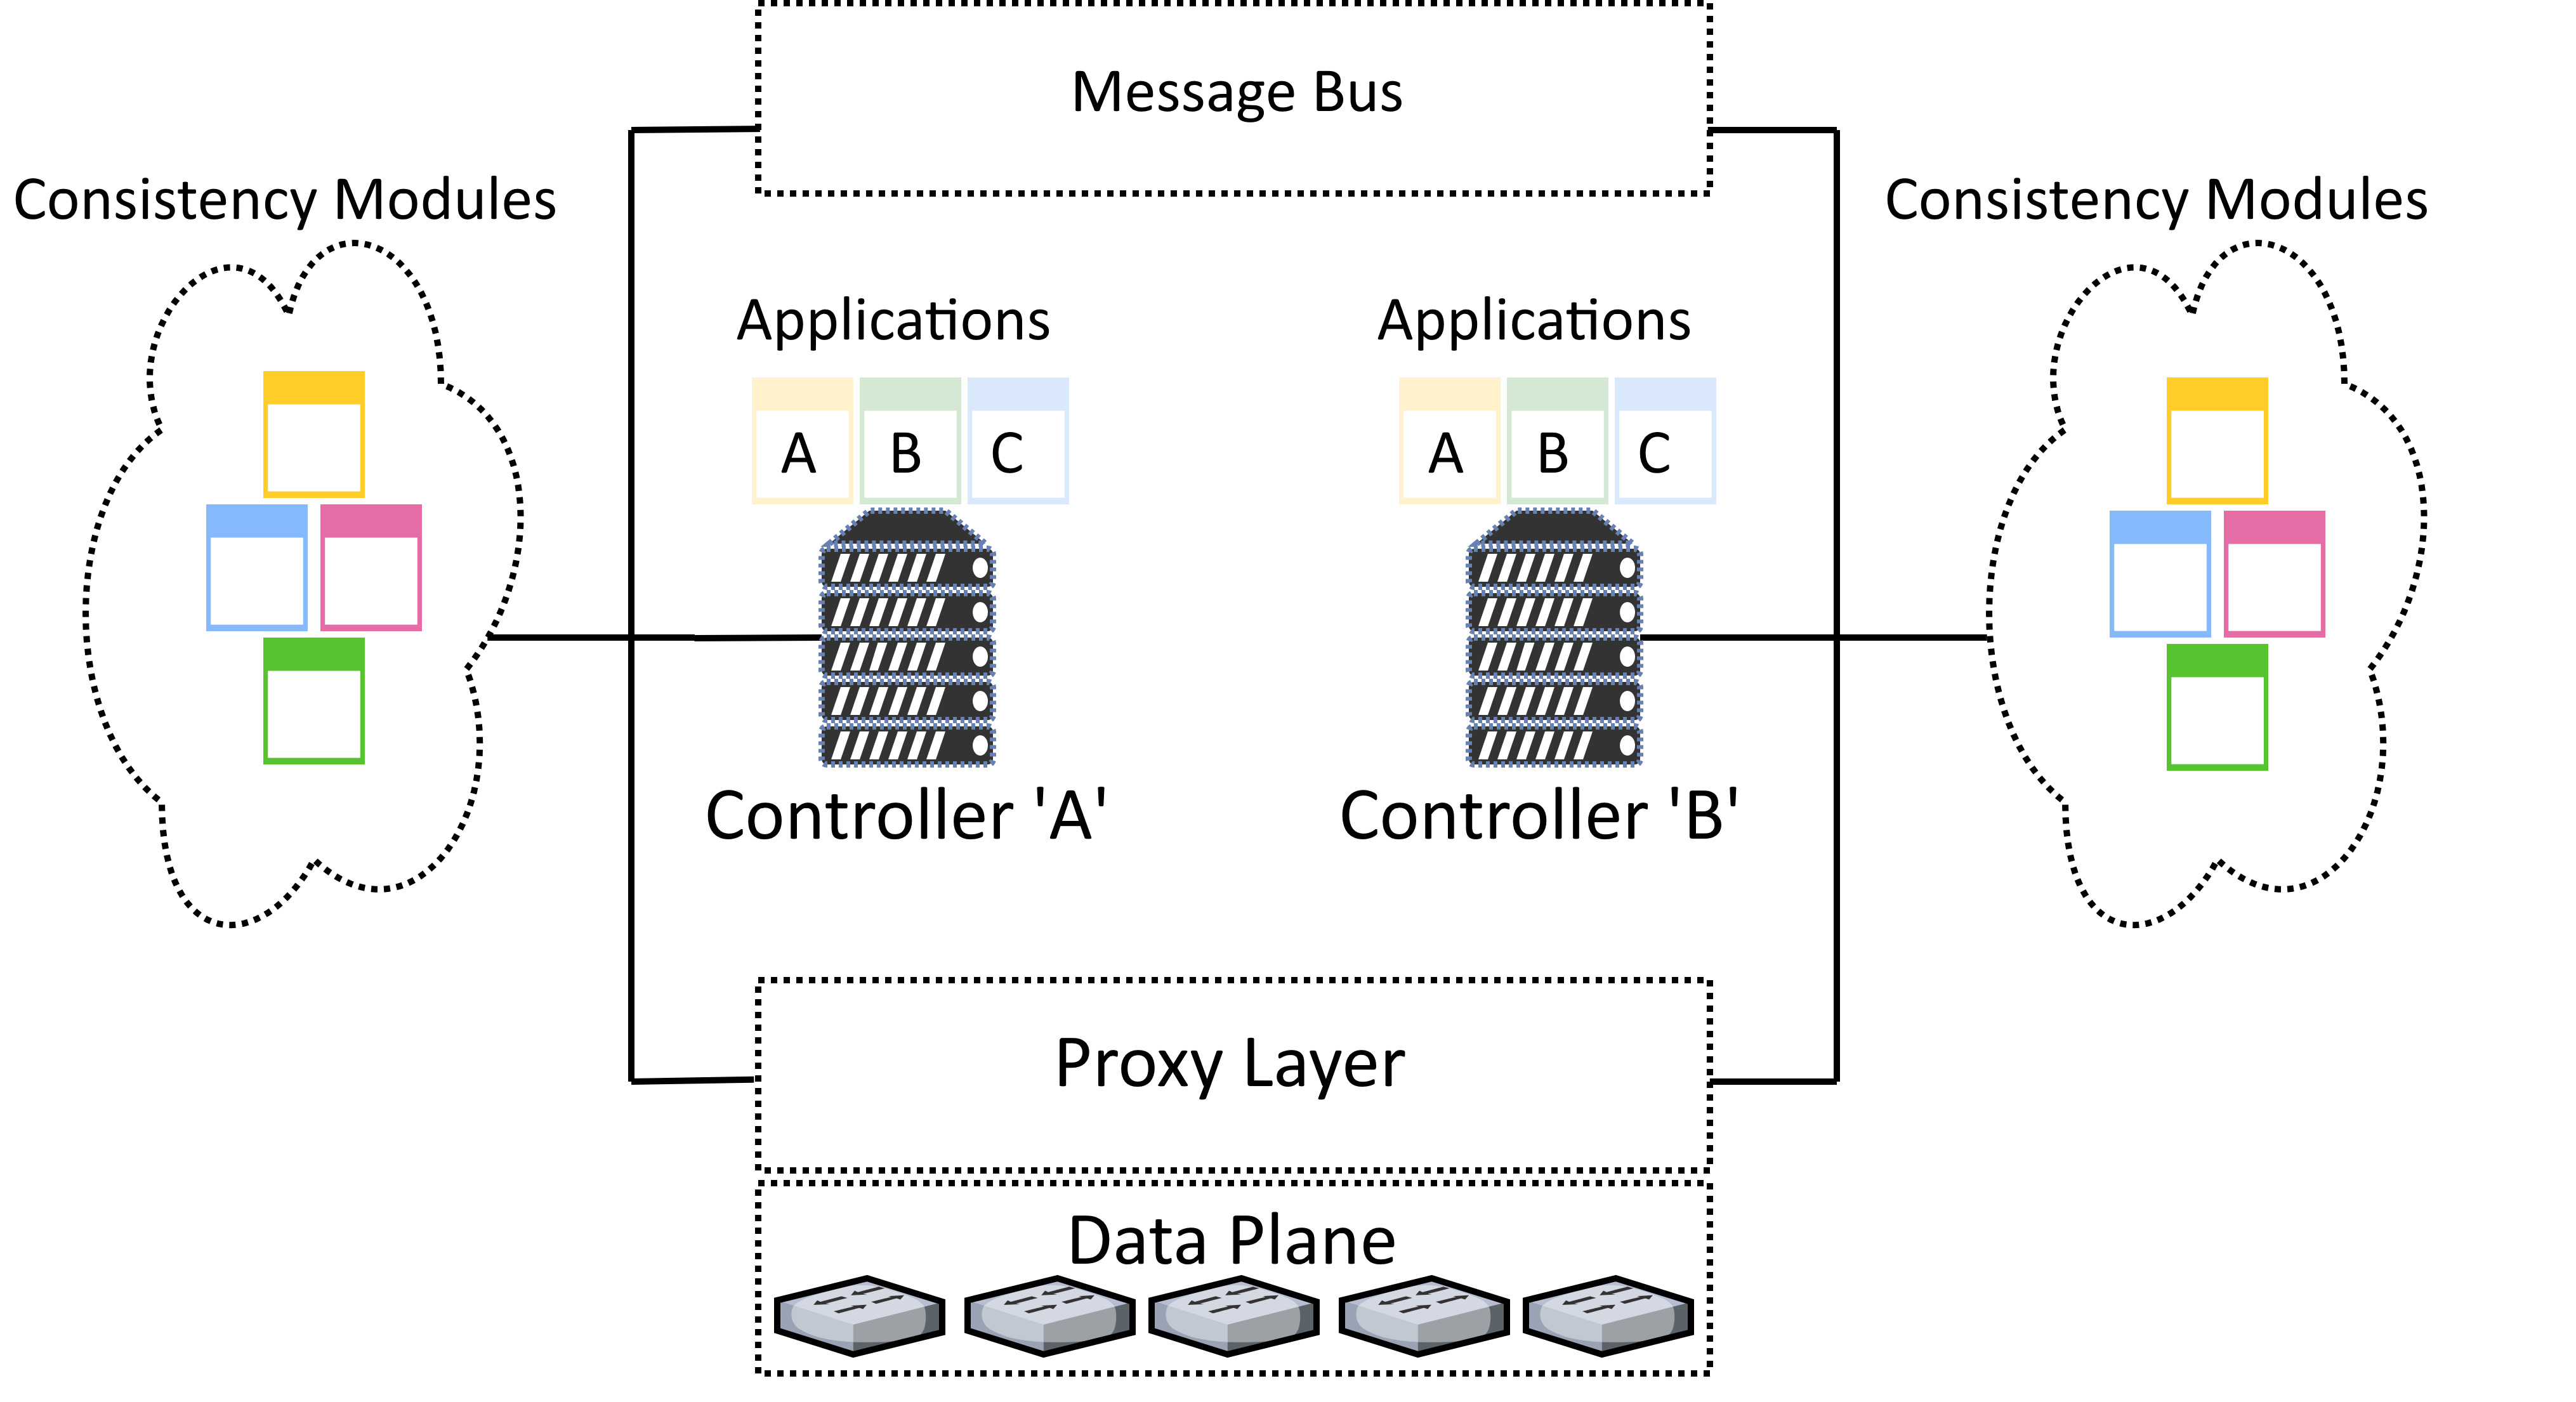 Message Bus
Consistency Modules
Consistency Modules
Applications
Applications
A B C
A B C
Controller 'A'
Controller 'B'
Proxy Layer
Data Plane